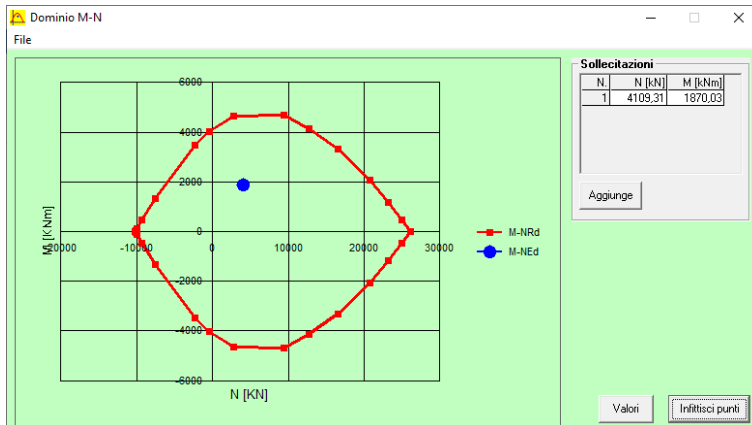 Dominio M-N
File
6000
4000
2000
0
-20000
-10000
0
10000
20000
30000
-2000
-4000
-6000
M [KNm]
N [KN]
M-NRd
M-NEd
Sollecitazioni
N. N [kN] M [kNm]
1 4109,31 1870,03
Aggiunge
Valori
Infittisci punti